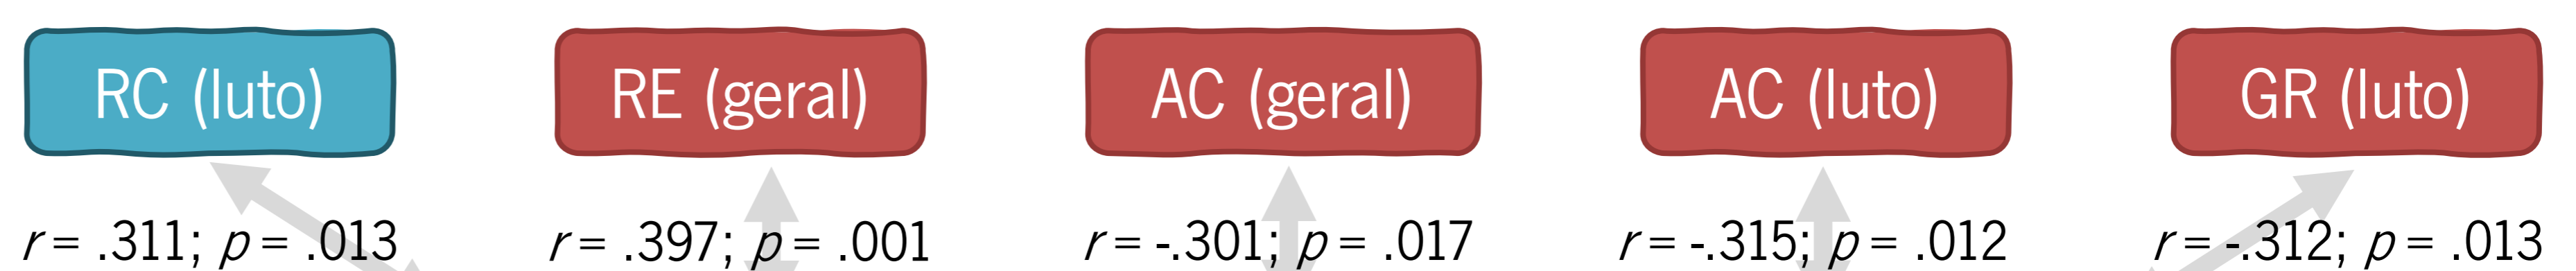 RC (luto) RE (geral) AC (geral) AC (luto) GR (luto)
r = .311; p = .013 r = .397; p = .001 r = -.301; p = .017 r = -.315; p = .012 r = -.312; p = .013